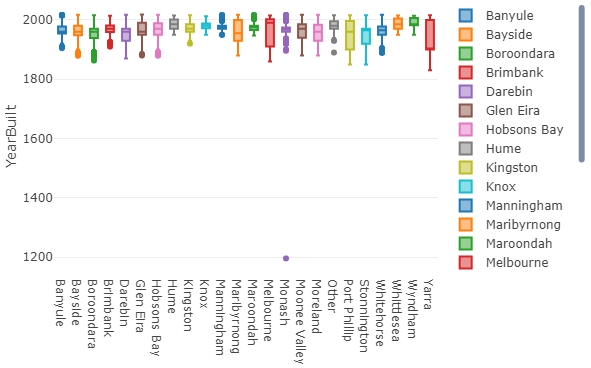 YearBuilt
2000
1800
1600
1400
1200
Banyule
Bayside
Boroondara
Brimbank
Darebin
Glen Eira
Hobsons Bay
Hume
Kingston
Knox
Manningham
Maribyrnong
Maroondah
Melbourne
Monash
Moonee Valley
Moreland
Other
Port Phillip
Stonnington
Whitehorse
Whittlesea
Wyndham
Yarra
Banyule
Bayside
Boroondara
Brimbank
Darebin
Glen Eira
Hobsons Bay
Hume
Kingston
Knox
Manningham
Maribyrnong
Maroondah
Melbourne